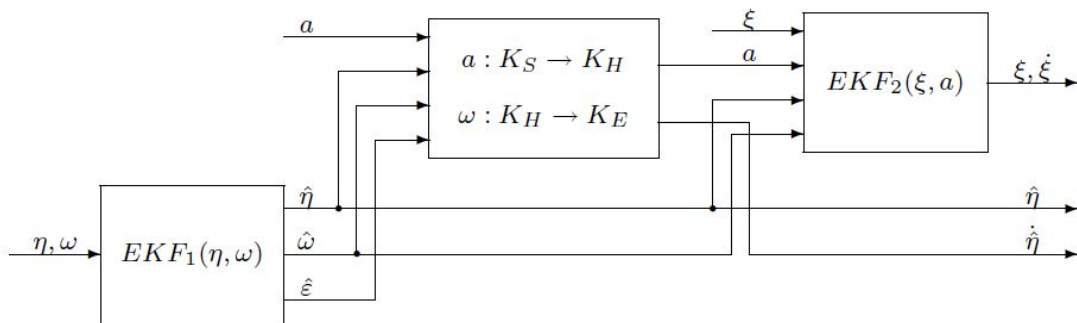 a
ξ
a : K_S → K_H
a
EKF_2(ξ, a)
ξ, ξ̇
ω : K_H → K_E
η̂
η̂
η, ω
EKF_1(η, ω)
ω̂
η̂̇
ε̂